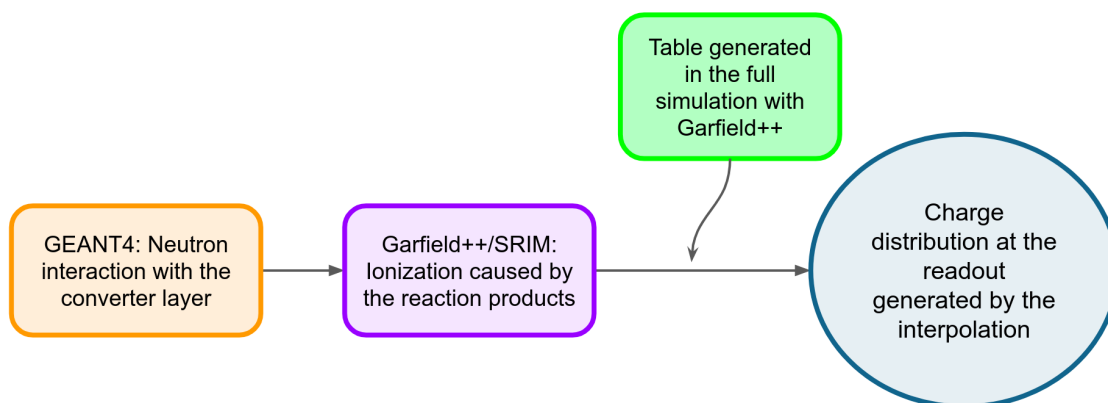 Table generated
in the full
simulation with
Garfield++
GEANT4: Neutron
interaction with the
converter layer
Garfield++/SRIM:
Ionization caused by
the reaction products
Charge
distribution at the
readout
generated by the
interpolation